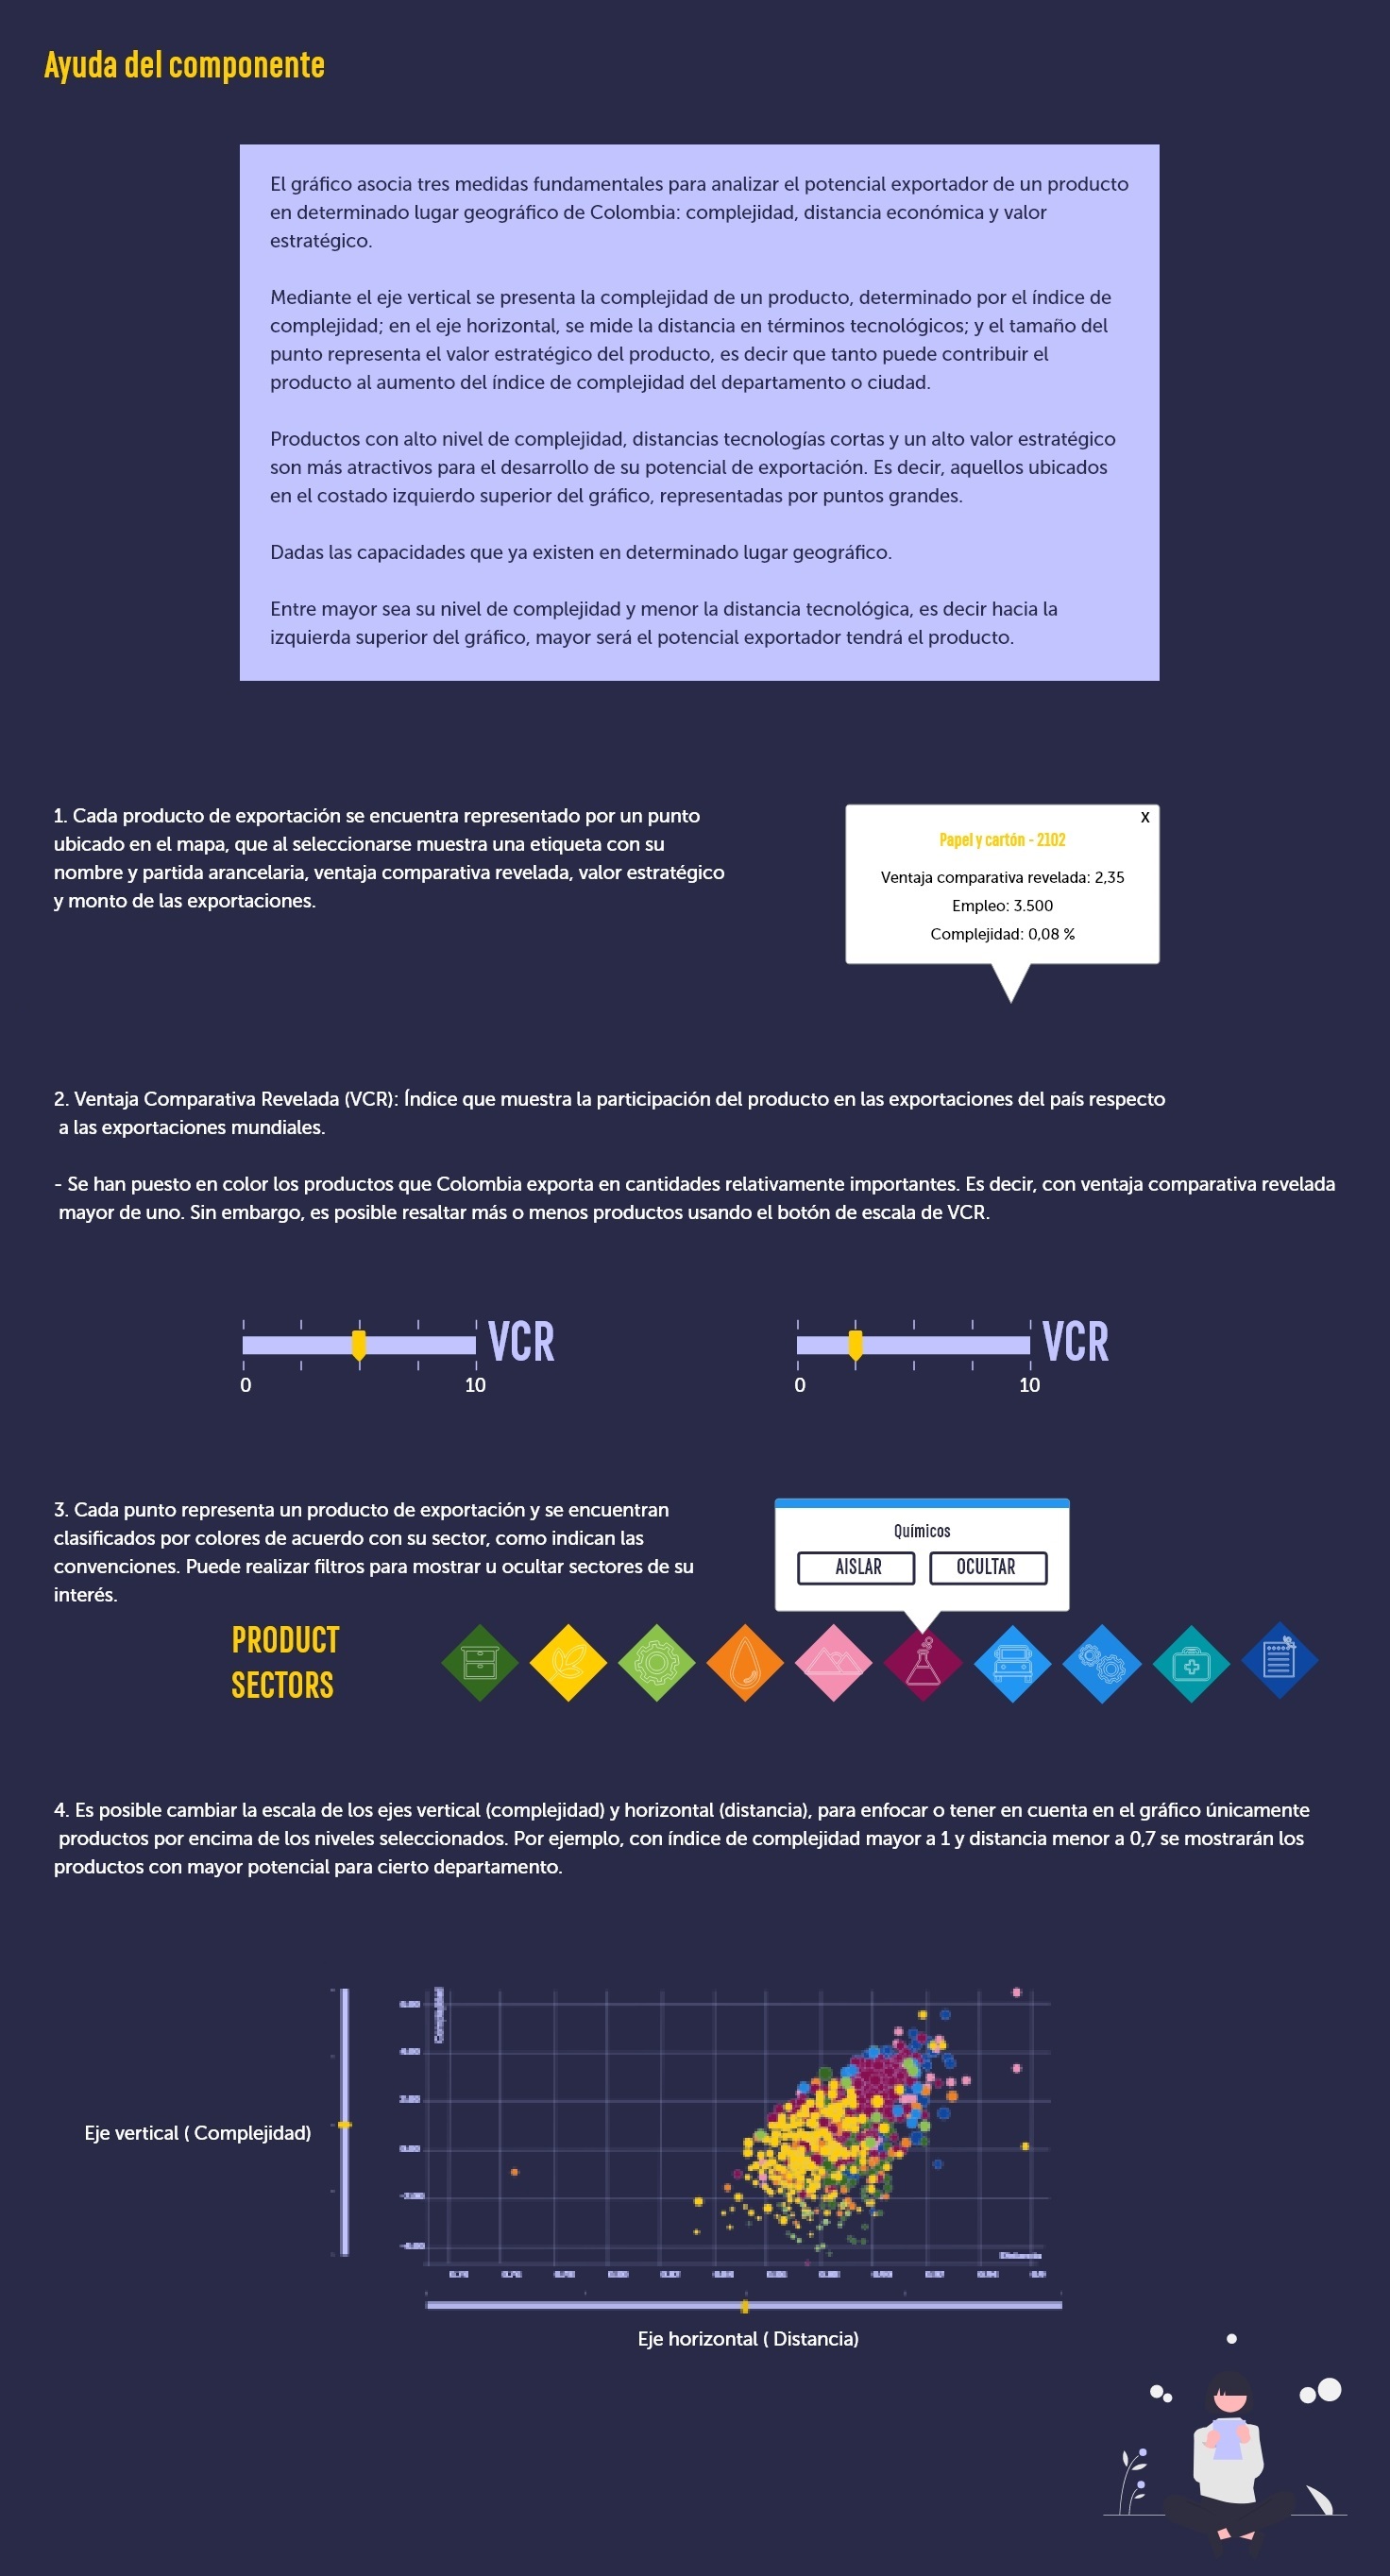 Ayuda del componente
El gráfico asocia tres medidas fundamentales para analizar el potencial exportador de un producto
en determinado lugar geográfico de Colombia: complejidad, distancia económica y valor
estratégico.
Mediante el eje vertical se presenta la complejidad de un producto, determinado por el índice de
complejidad; en el eje horizontal, se mide la distancia en términos tecnológicos; y el tamaño del
punto representa el valor estratégico del producto, es decir que tanto puede contribuir el
producto al aumento del índice de complejidad del departamento o ciudad.
Productos con alto nivel de complejidad, distancias tecnologías cortas y un alto valor estratégico
son más atractivos para el desarrollo de su potencial de exportación. Es decir, aquellos ubicados
en el costado izquierdo superior del gráfico, representadas por puntos grandes.
Dadas las capacidades que ya existen en determinado lugar geográfico.
Entre mayor sea su nivel de complejidad y menor la distancia tecnológica, es decir hacia la
izquierda superior del gráfico, mayor será el potencial exportador tendrá el producto.
1. Cada producto de exportación se encuentra representado por un punto
ubicado en el mapa, que al seleccionarse muestra una etiqueta con su
nombre y partida arancelaria, ventaja comparativa revelada, valor estratégico
y monto de las exportaciones.
X
Papel y cartón - 2102
Ventaja comparativa revelada: 2,35
Empleo: 3.500
Complejidad: 0,08 %
2. Ventaja Comparativa Revelada (VCR): Índice que muestra la participación del producto en las exportaciones del país respecto
a las exportaciones mundiales.
- Se han puesto en color los productos que Colombia exporta en cantidades relativamente importantes. Es decir, con ventaja comparativa revelada
mayor de uno. Sin embargo, es posible resaltar más o menos productos usando el botón de escala de VCR.
VCR
0 10
VCR
0 10
3. Cada punto representa un producto de exportación y se encuentran
clasificados por colores de acuerdo con su sector, como indican las
convenciones. Puede realizar filtros para mostrar u ocultar sectores de su
interés.
Químicos
AISLAR OCULTAR
PRODUCT
SECTORS
4. Es posible cambiar la escala de los ejes vertical (complejidad) y horizontal (distancia), para enfocar o tener en cuenta en el gráfico únicamente
productos por encima de los niveles seleccionados. Por ejemplo, con índice de complejidad mayor a 1 y distancia menor a 0,7 se mostrarán los
productos con mayor potencial para cierto departamento.
Eje vertical ( Complejidad)
Distancia
Eje horizontal ( Distancia)